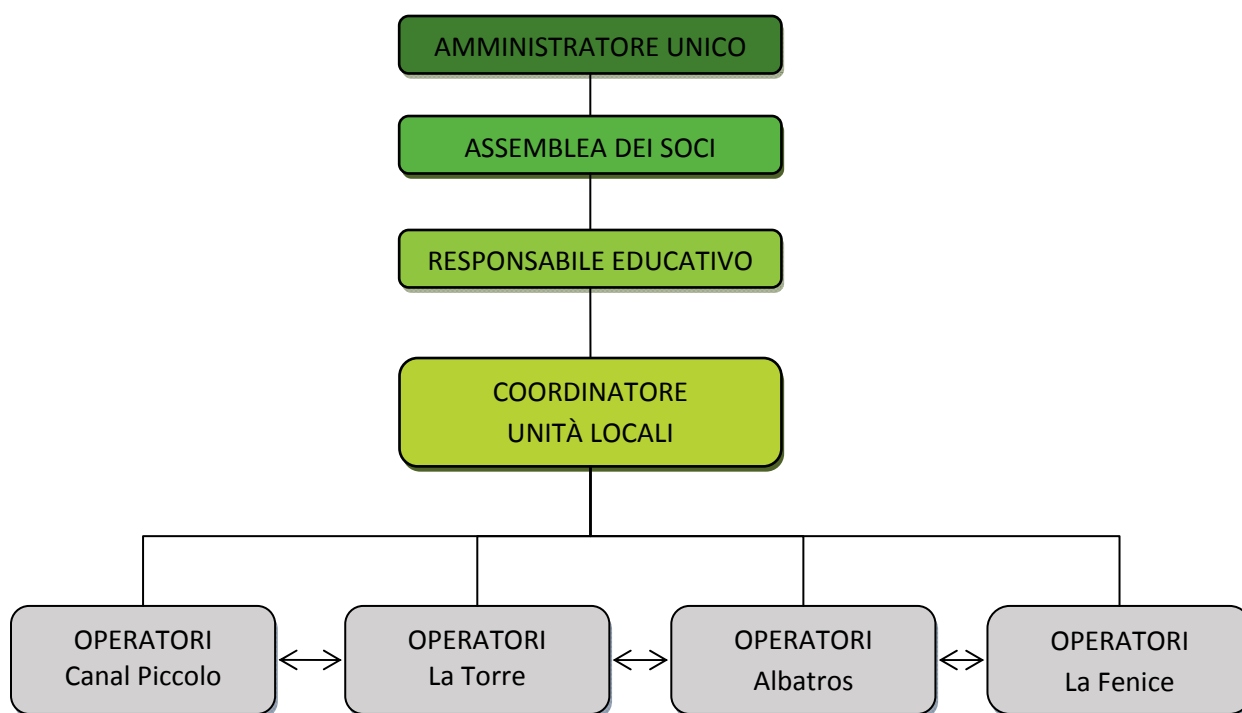 AMMINISTRATORE UNICO
ASSEMBLEA DEI SOCI
RESPONSABILE EDUCATIVO
COORDINATORE
UNITÀ LOCALI
OPERATORI
Canal Piccolo
OPERATORI
La Torre
OPERATORI
Albatros
OPERATORI
La Fenice